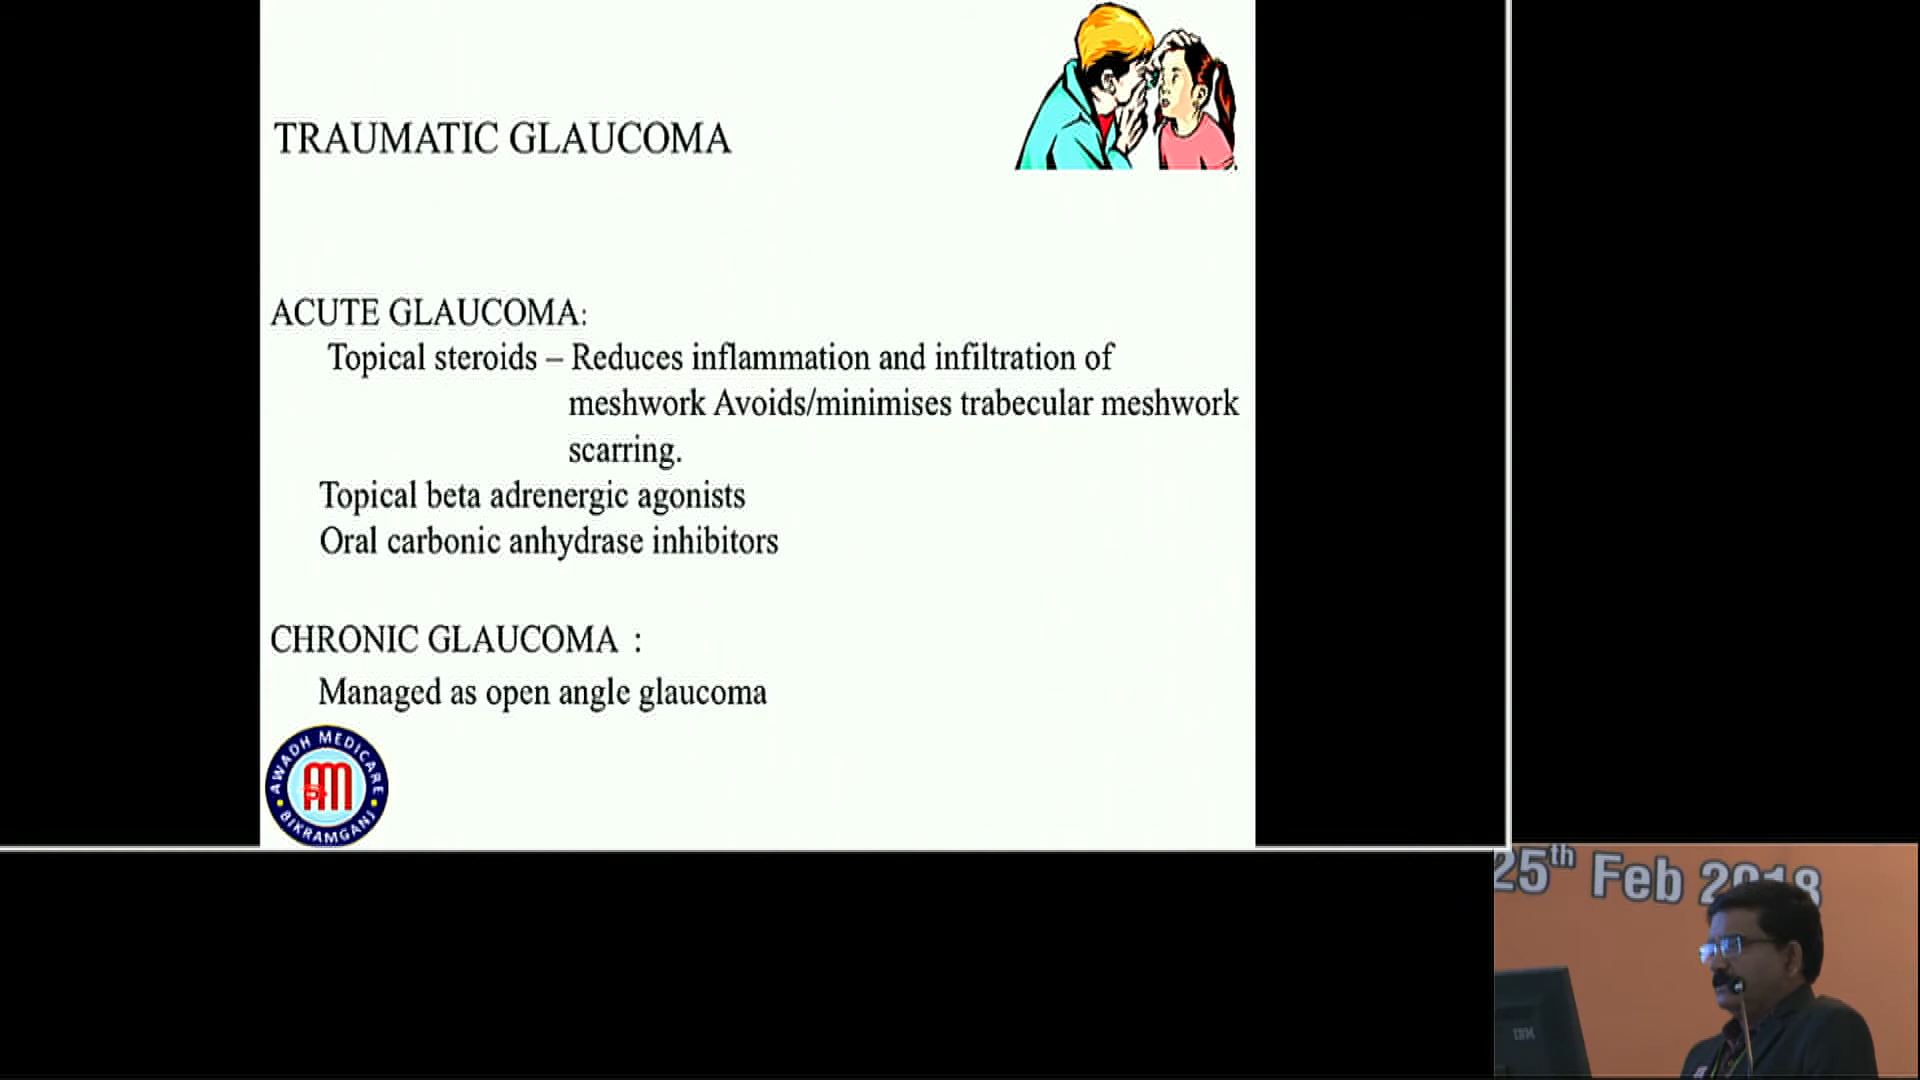 TRAUMATIC GLAUCOMA
ACUTE GLAUCOMA:
Topical steroids – Reduces inflammation and infiltration of
meshwork Avoids/minimises trabecular meshwork
scarring.
Topical beta adrenergic agonists
Oral carbonic anhydrase inhibitors
CHRONIC GLAUCOMA :
Managed as open angle glaucoma
AWADH MEDICARE
AM
BIKRAMGANJ
25th Feb 2018
IBM